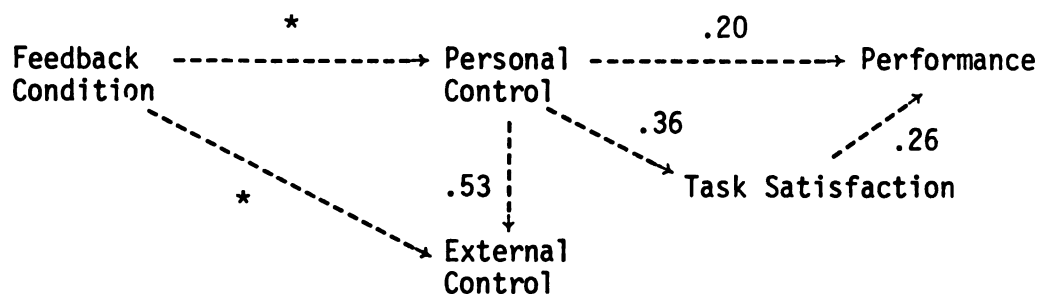 *
.20
Feedback Condition
Personal Control
Performance
.36
.26
.53
Task Satisfaction
*
External Control